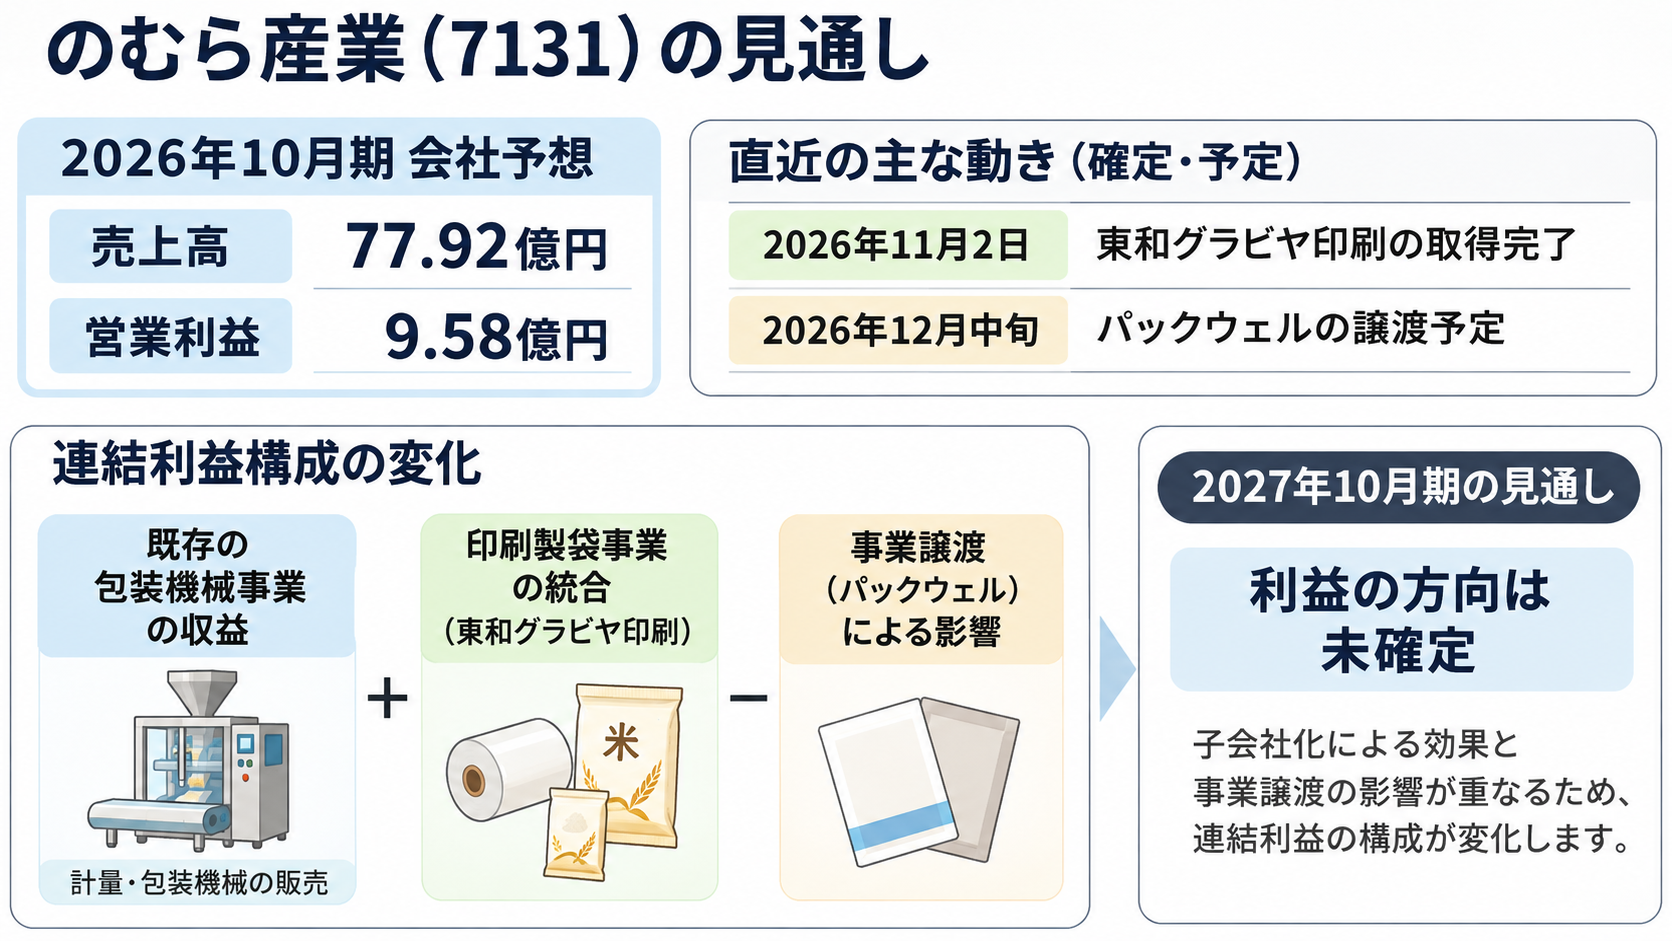 のむら産業(7131)の見通し
2026年10月期 会社予想
売上高
77.92億円
営業利益
9.58億円
直近の主な動き(確定・予定)
2026年11月2日
東和グラビヤ印刷の取得完了
2026年12月中旬
パックウェルの譲渡予定
連結利益構成の変化
既存の
包装機械事業
の収益
計量・包装機械の販売
+
印刷製袋事業
の統合
(東和グラビヤ印刷)
米
−
事業譲渡
(パックウェル)
による影響
2027年10月期の見通し
利益の方向は
未確定
子会社化による効果と
事業譲渡の影響が重なるため、
連結利益の構成が変化します。